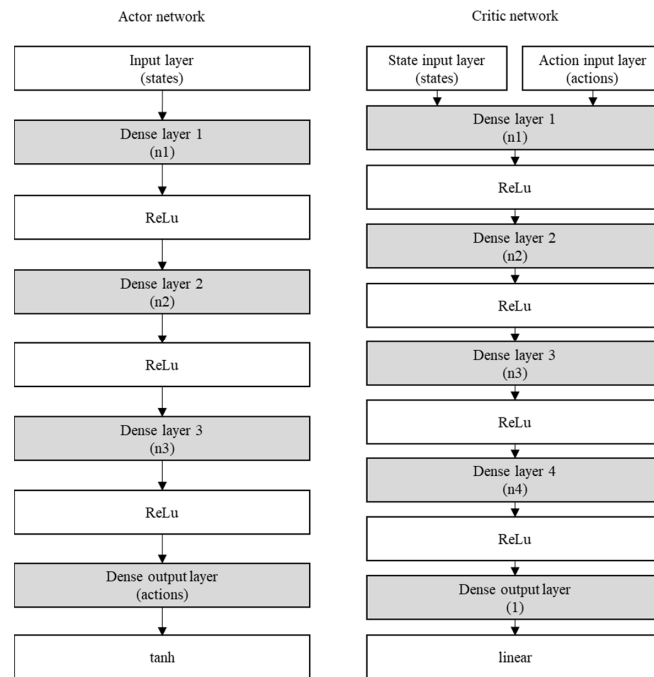 Actor network
Input layer
(states)
Dense layer 1
(n1)
ReLu
Dense layer 2
(n2)
ReLu
Dense layer 3
(n3)
ReLu
Dense output layer
(actions)
tanh
Critic network
State input layer
(states)
Action input layer
(actions)
Dense layer 1
(n1)
ReLu
Dense layer 2
(n2)
ReLu
Dense layer 3
(n3)
ReLu
Dense layer 4
(n4)
ReLu
Dense output layer
(1)
linear